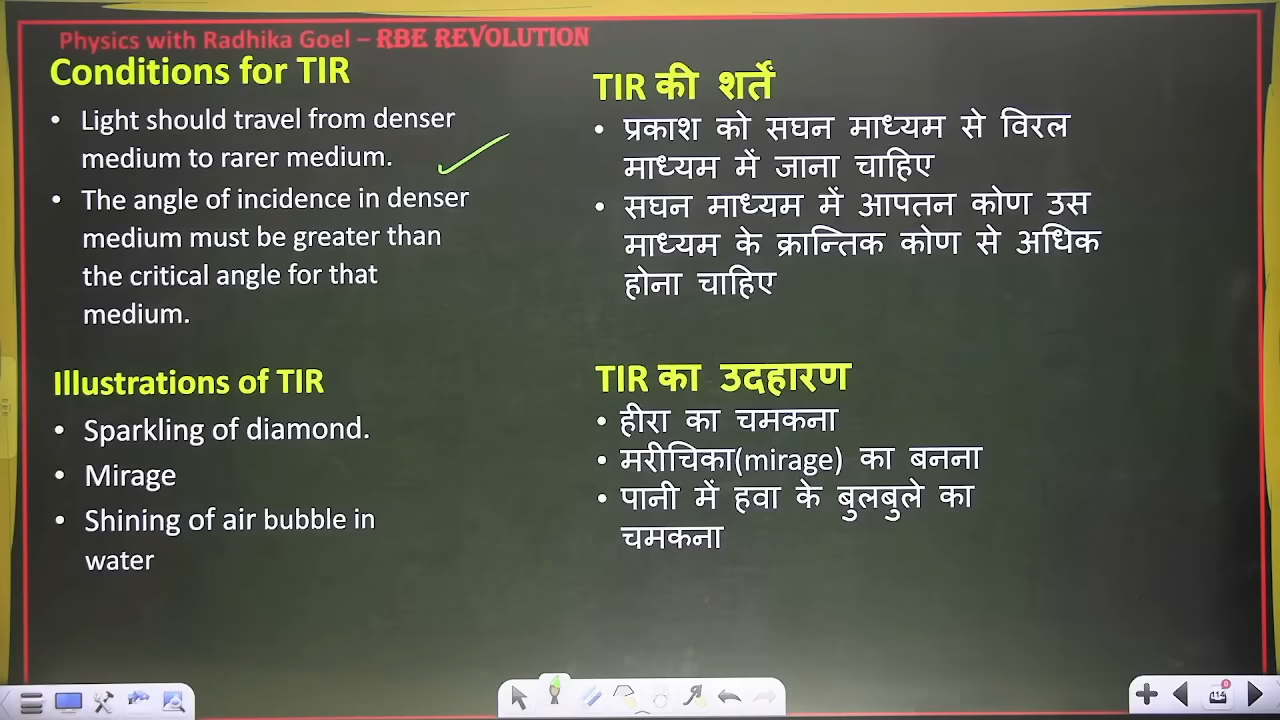 Physics with Radhika Goel – RBE REVOLUTION
Conditions for TIR
• Light should travel from denser
medium to rarer medium.
• The angle of incidence in denser
medium must be greater than
the critical angle for that
medium.
Illustrations of TIR
• Sparkling of diamond.
• Mirage
• Shining of air bubble in
water
TIR की शर्तें
• प्रकाश को सघन माध्यम से विरल
माध्यम में जाना चाहिए
• सघन माध्यम में आपतन कोण उस
माध्यम के क्रान्तिक कोण से अधिक
होना चाहिए
TIR का उदहारण
• हीरा का चमकना
• मरीचिका(mirage) का बनना
• पानी में हवा के बुलबुले का
चमकना
114